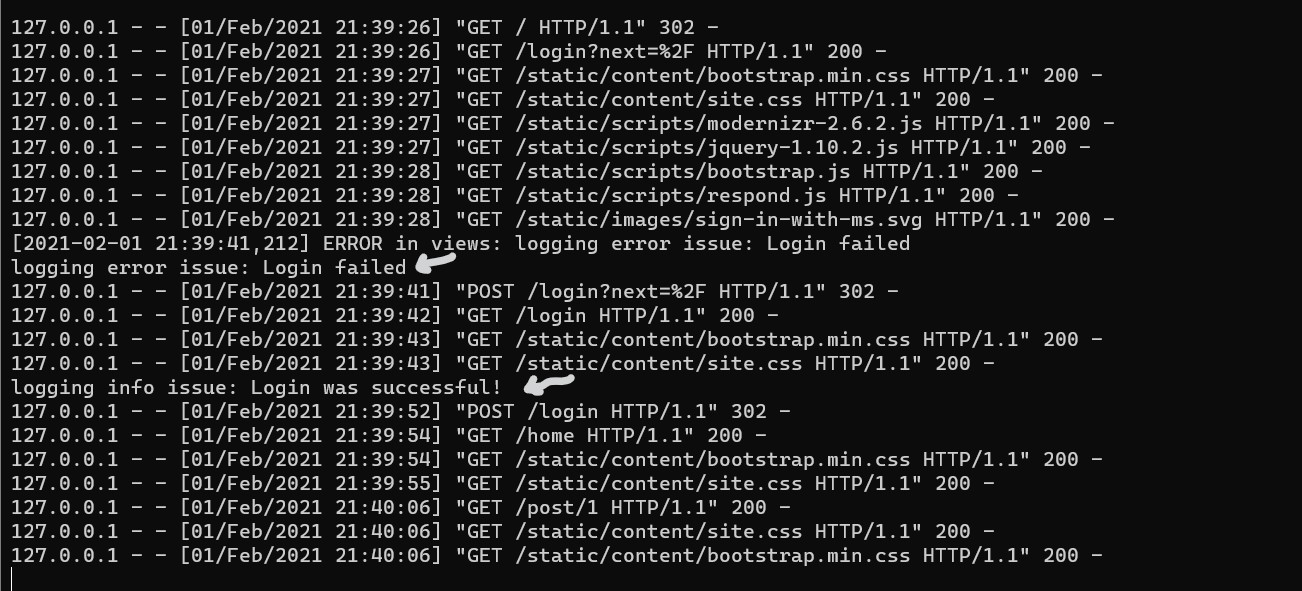 127.0.0.1 - - [01/Feb/2021 21:39:26] "GET / HTTP/1.1" 302 -
127.0.0.1 - - [01/Feb/2021 21:39:26] "GET /login?next=%2F HTTP/1.1" 200 -
127.0.0.1 - - [01/Feb/2021 21:39:27] "GET /static/content/bootstrap.min.css HTTP/1.1" 200 -
127.0.0.1 - - [01/Feb/2021 21:39:27] "GET /static/content/site.css HTTP/1.1" 200 -
127.0.0.1 - - [01/Feb/2021 21:39:27] "GET /static/scripts/modernizr-2.6.2.js HTTP/1.1" 200 -
127.0.0.1 - - [01/Feb/2021 21:39:27] "GET /static/scripts/jquery-1.10.2.js HTTP/1.1" 200 -
127.0.0.1 - - [01/Feb/2021 21:39:28] "GET /static/scripts/bootstrap.js HTTP/1.1" 200 -
127.0.0.1 - - [01/Feb/2021 21:39:28] "GET /static/scripts/respond.js HTTP/1.1" 200 -
127.0.0.1 - - [01/Feb/2021 21:39:28] "GET /static/images/sign-in-with-ms.svg HTTP/1.1" 200 -
[2021-02-01 21:39:41,212] ERROR in views: logging error issue: Login failed
logging error issue: Login failed
127.0.0.1 - - [01/Feb/2021 21:39:41] "POST /login?next=%2F HTTP/1.1" 302 -
127.0.0.1 - - [01/Feb/2021 21:39:42] "GET /login HTTP/1.1" 200 -
127.0.0.1 - - [01/Feb/2021 21:39:43] "GET /static/content/bootstrap.min.css HTTP/1.1" 200 -
127.0.0.1 - - [01/Feb/2021 21:39:43] "GET /static/content/site.css HTTP/1.1" 200 -
logging info issue: Login was successful!
127.0.0.1 - - [01/Feb/2021 21:39:52] "POST /login HTTP/1.1" 302 -
127.0.0.1 - - [01/Feb/2021 21:39:54] "GET /home HTTP/1.1" 200 -
127.0.0.1 - - [01/Feb/2021 21:39:54] "GET /static/content/bootstrap.min.css HTTP/1.1" 200 -
127.0.0.1 - - [01/Feb/2021 21:39:55] "GET /static/content/site.css HTTP/1.1" 200 -
127.0.0.1 - - [01/Feb/2021 21:40:06] "GET /post/1 HTTP/1.1" 200 -
127.0.0.1 - - [01/Feb/2021 21:40:06] "GET /static/content/site.css HTTP/1.1" 200 -
127.0.0.1 - - [01/Feb/2021 21:40:06] "GET /static/content/bootstrap.min.css HTTP/1.1" 200 -